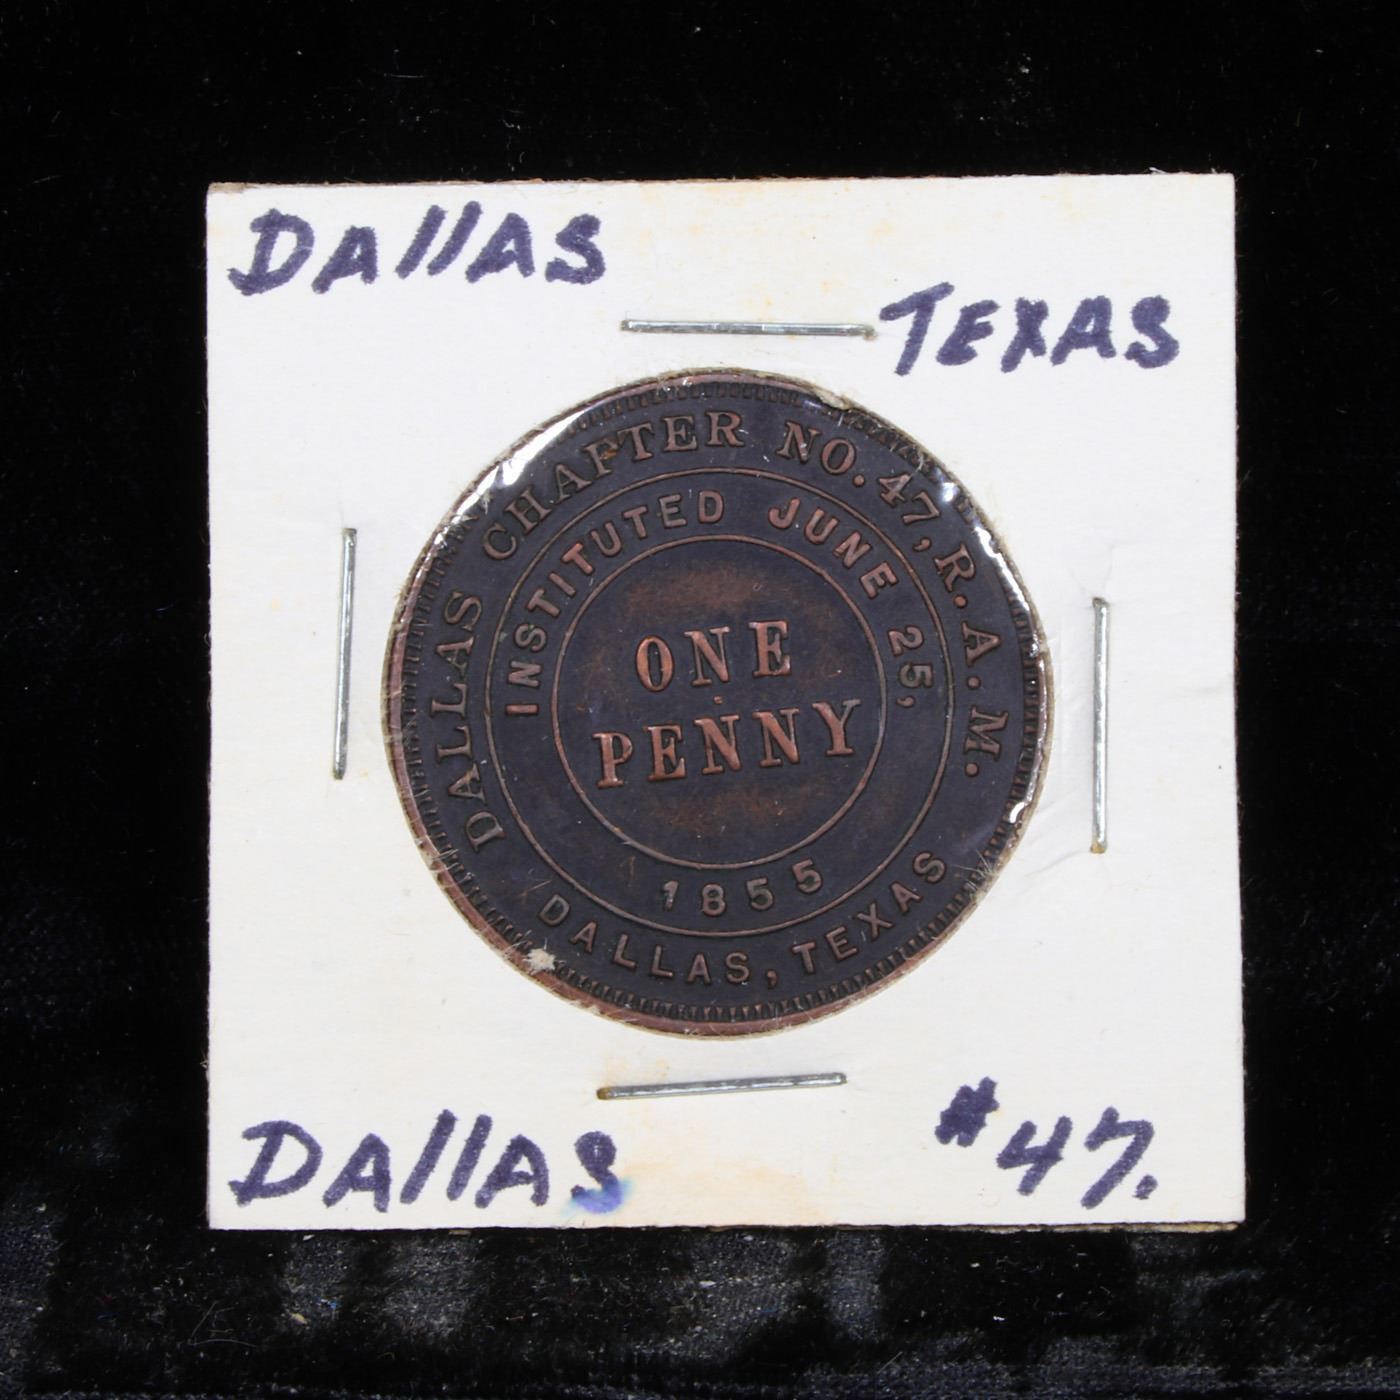 DALLAS
TEXAS
DALLAS CHAPTER NO. 47, R. A. M.
INSTITUTED JUNE 25,
ONE
PENNY
1855
DALLAS, TEXAS
DALLAS
#47.